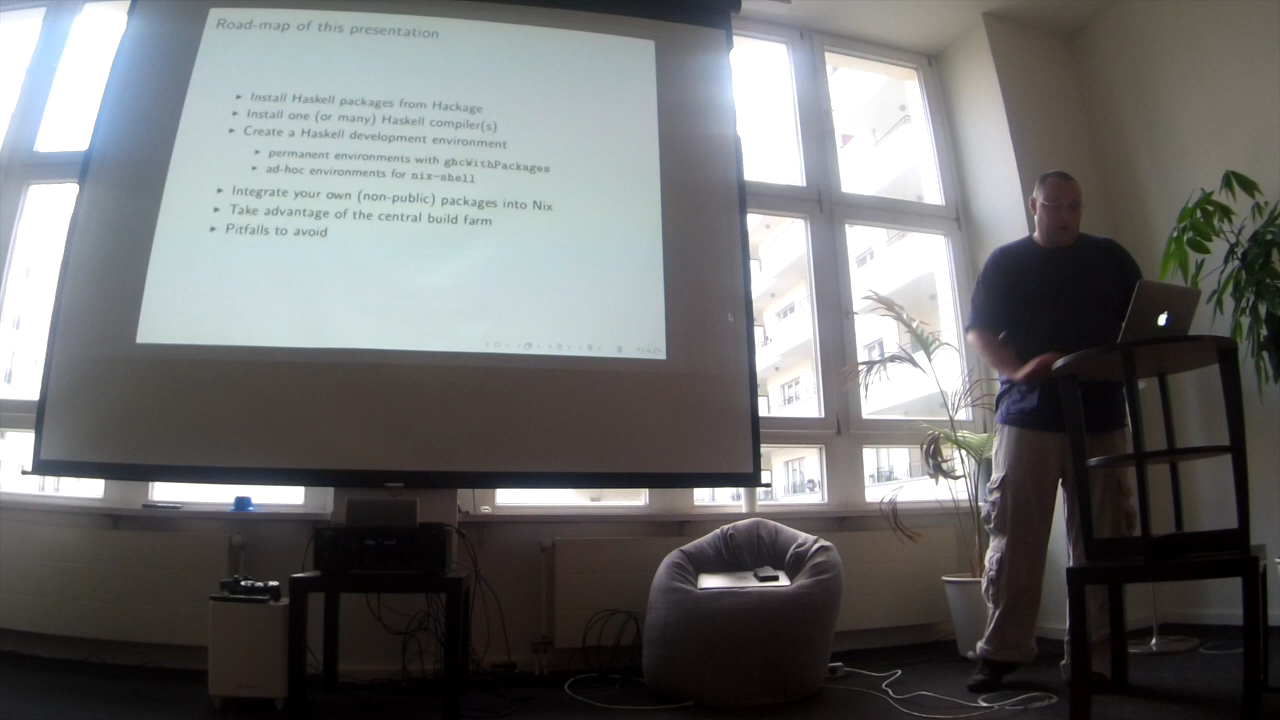 Road-map of this presentation
▸ Install Haskell packages from Hackage
▸ Install one (or many) Haskell compiler(s)
▸ Create a Haskell development environment
▸ permanent environments with ghcWithPackages
▸ ad-hoc environments for nix-shell
▸ Integrate your own (non-public) packages into Nix
▸ Take advantage of the central build farm
▸ Pitfalls to avoid